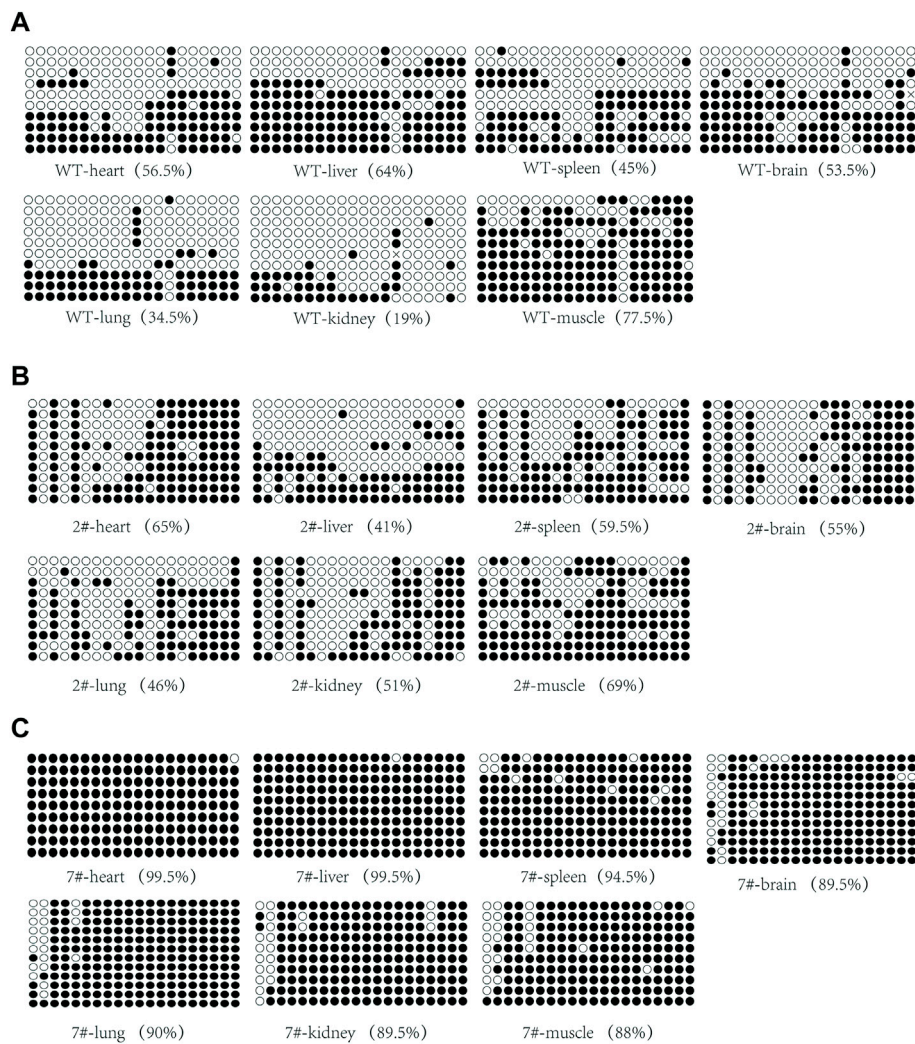 A
WT-heart (56.5%)
WT-liver (64%)
WT-spleen (45%)
WT-brain (53.5%)
WT-lung (34.5%)
WT-kidney (19%)
WT-muscle (77.5%)
B
2#-heart (65%)
2#-liver (41%)
2#-spleen (59.5%)
2#-brain (55%)
2#-lung (46%)
2#-kidney (51%)
2#-muscle (69%)
C
7#-heart (99.5%)
7#-liver (99.5%)
7#-spleen (94.5%)
7#-brain (89.5%)
7#-lung (90%)
7#-kidney (89.5%)
7#-muscle (88%)